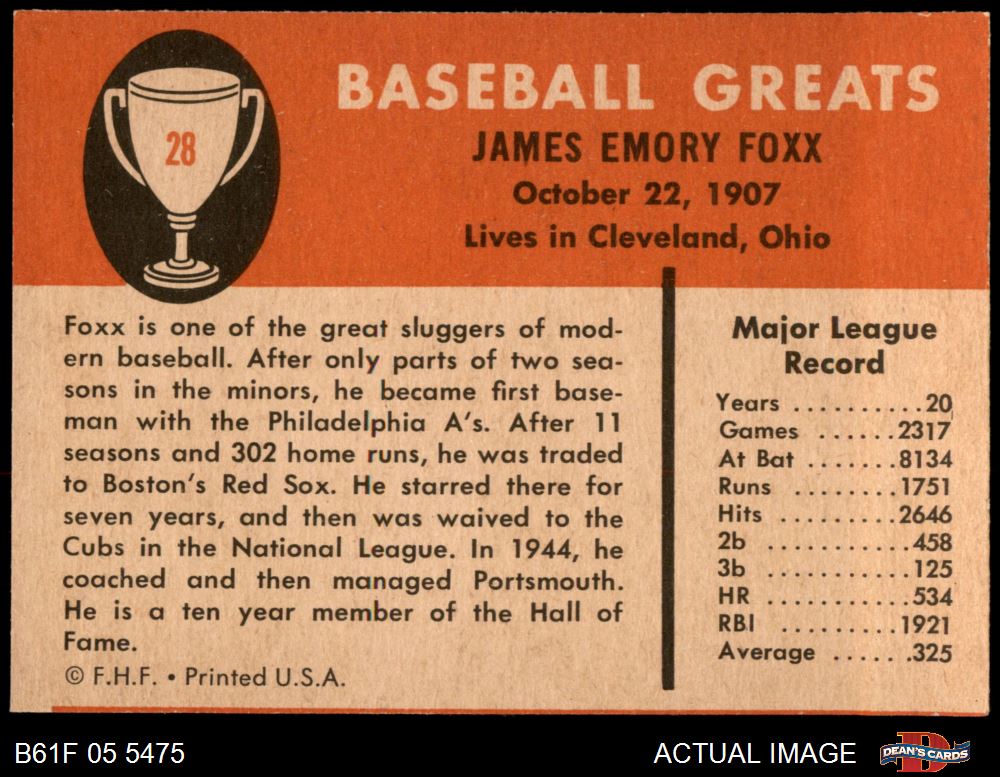 28
BASEBALL GREATS
JAMES EMORY FOXX
October 22, 1907
Lives in Cleveland, Ohio
Foxx is one of the great sluggers of mod-
ern baseball. After only parts of two sea-
sons in the minors, he became first base-
man with the Philadelphia A's. After 11
seasons and 302 home runs, he was traded
to Boston's Red Sox. He starred there for
seven years, and then was waived to the
Cubs in the National League. In 1944, he
coached and then managed Portsmouth.
He is a ten year member of the Hall of
Fame.
© F.H.F. • Printed U.S.A.
Major League
Record
Years ..........20
Games ......2317
At Bat .......8134
Runs ........1751
Hits .........2646
2b ..........458
3b ..........125
HR ..........534
RBI .........1921
Average ......325
B61F 05 5475
ACTUAL IMAGE
D
DEAN'S CARDS